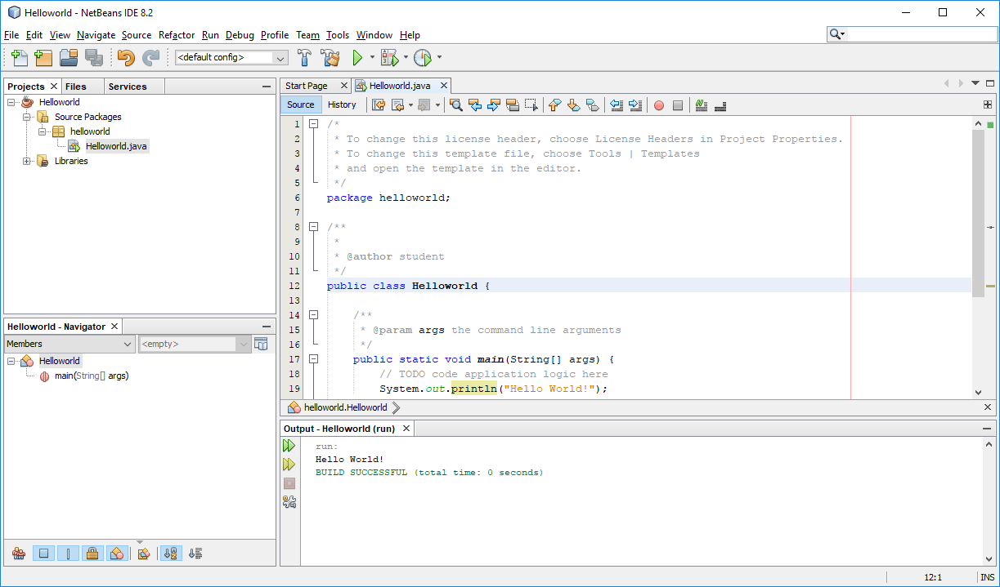 Helloworld - NetBeans IDE 8.2
File Edit View Navigate Source Refactor Run Debug Profile Team Tools Window Help
<default config>
Projects Files Services
Helloworld
Source Packages
helloworld
Helloworld.java
Libraries
Helloworld - Navigator
Members <empty>
Helloworld
main(String[] args)
Start Page Helloworld.java
Source History
1 /*
2 * To change this license header, choose License Headers in Project Properties.
3 * To change this template file, choose Tools | Templates
4 * and open the template in the editor.
5 */
6 package helloworld;
7
8 /**
9 *
10 * @author student
11 */
12 public class Helloworld {
13
14 /**
15 * @param args the command line arguments
16 */
17 public static void main(String[] args) {
18 // TODO code application logic here
19 System.out.println("Hello World!");
helloworld.Helloworld
Output - Helloworld (run)
run:
Hello World!
BUILD SUCCESSFUL (total time: 0 seconds)
12:1 INS